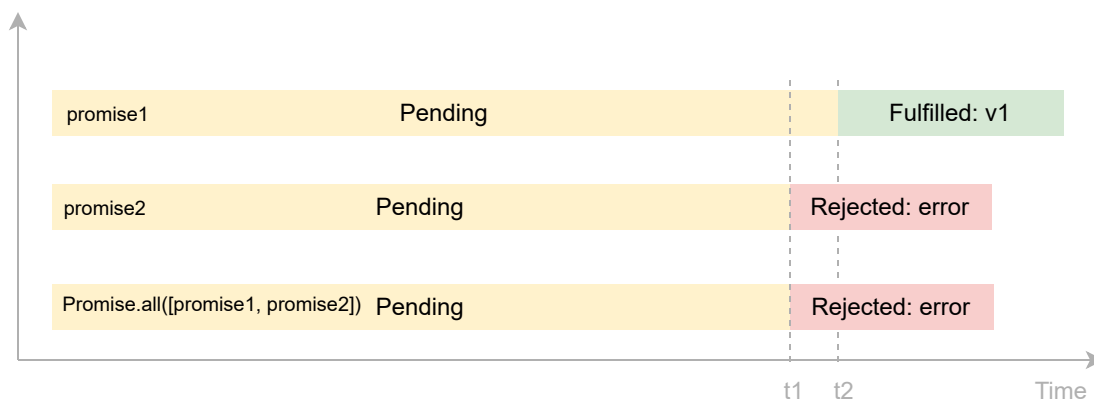 promise1 Pending Fulfilled: v1
promise2 Pending Rejected: error
Promise.all([promise1, promise2]) Pending Rejected: error
t1 t2 Time